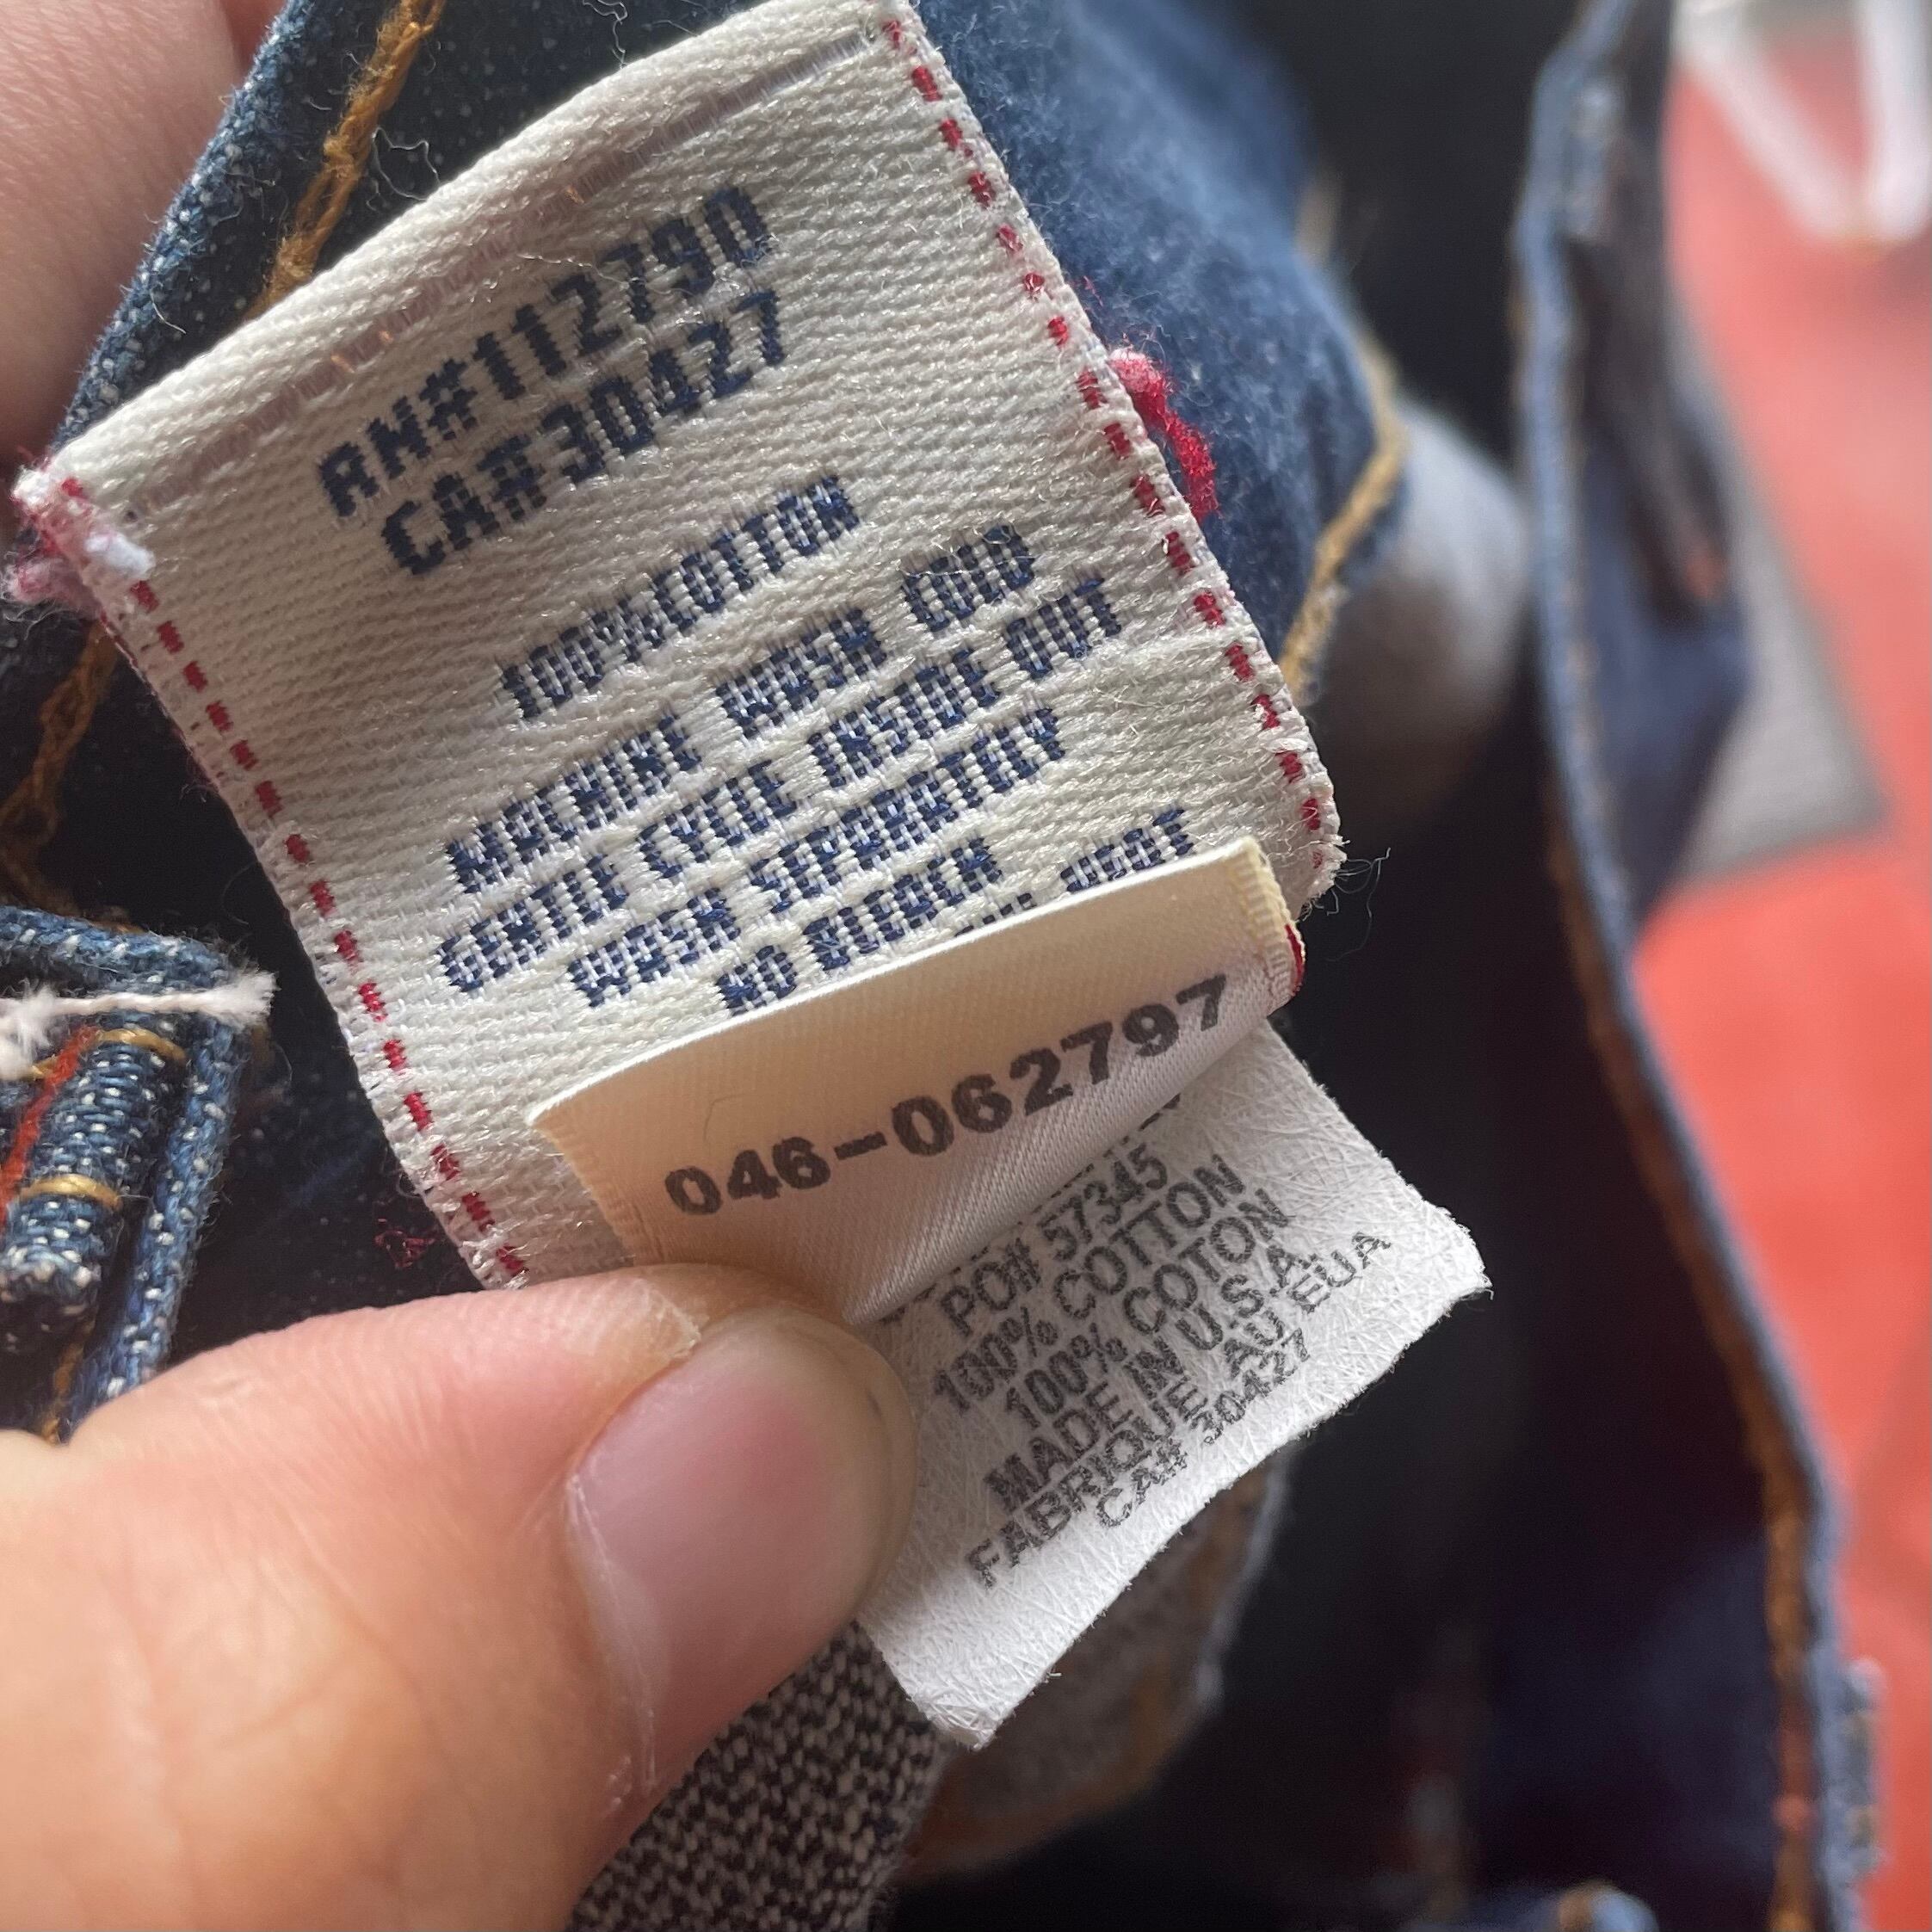 RN#112790
CA#30427
100%COTTON
MACHINE WASH COLD
GENTLE CYCLE INSIDE OUT
WASH SEPARATELY
NO BLEACH
046-062797
PO# 57345
100% COTTON
100% COTON
MADE IN U.S.A.
FABRIQUE AU EUA
CA# 30427